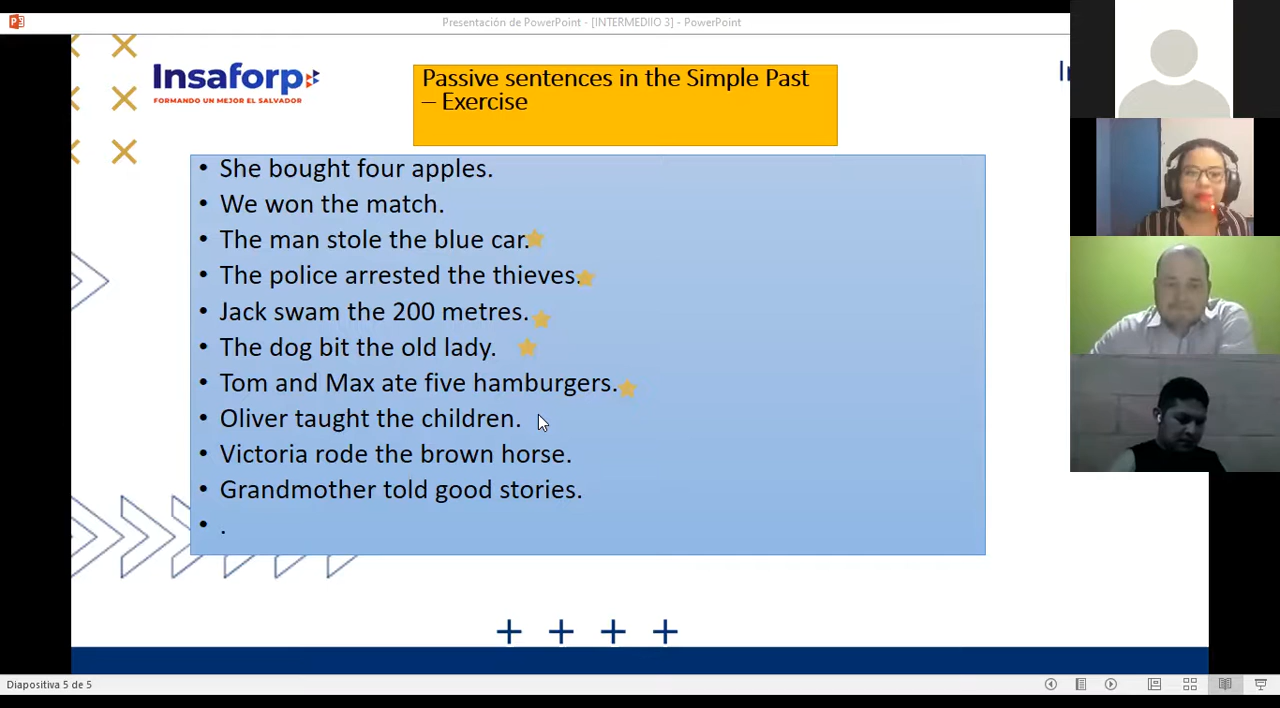 Presentación de PowerPoint - [INTERMEDIIO 3] - PowerPoint
Insaforp
FORMANDO UN MEJOR EL SALVADOR
Passive sentences in the Simple Past
– Exercise
• She bought four apples.
• We won the match.
• The man stole the blue car.
• The police arrested the thieves.
• Jack swam the 200 metres.
• The dog bit the old lady.
• Tom and Max ate five hamburgers.
• Oliver taught the children.
• Victoria rode the brown horse.
• Grandmother told good stories.
• .
Diapositiva 5 de 5